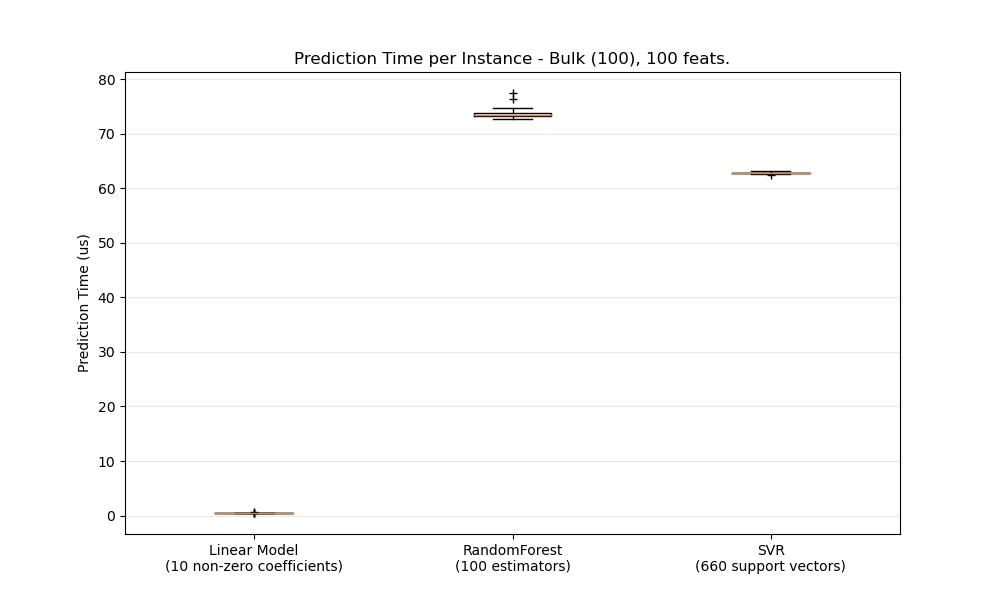 Prediction Time per Instance - Bulk (100), 100 feats.
Prediction Time (us)
80
70
60
50
40
30
20
10
0
Linear Model
(10 non-zero coefficients)
RandomForest
(100 estimators)
SVR
(660 support vectors)